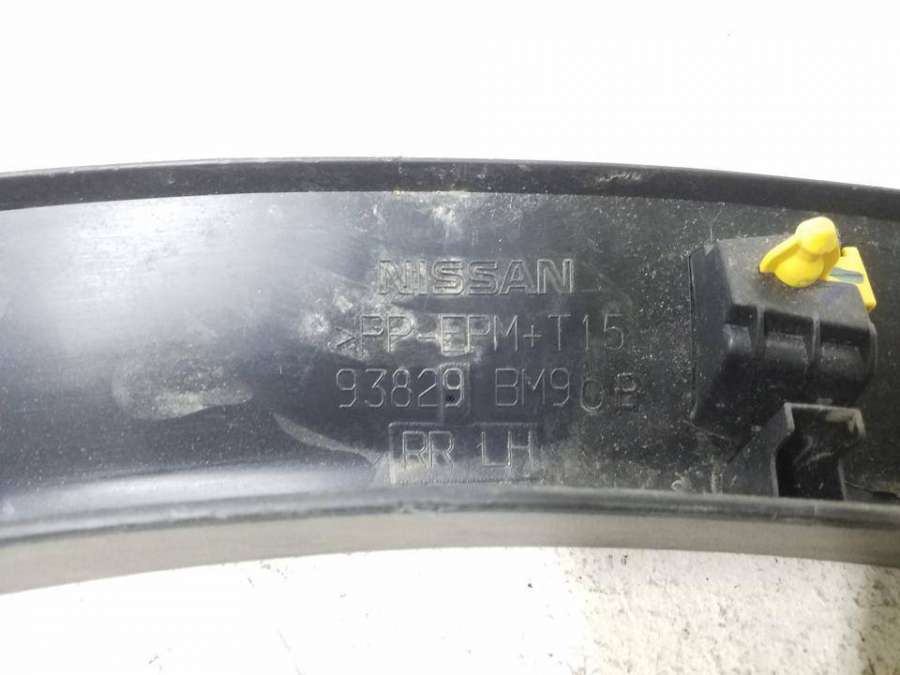 NISSAN
>PP-EPM+T15
93829 BM90B
RR LH